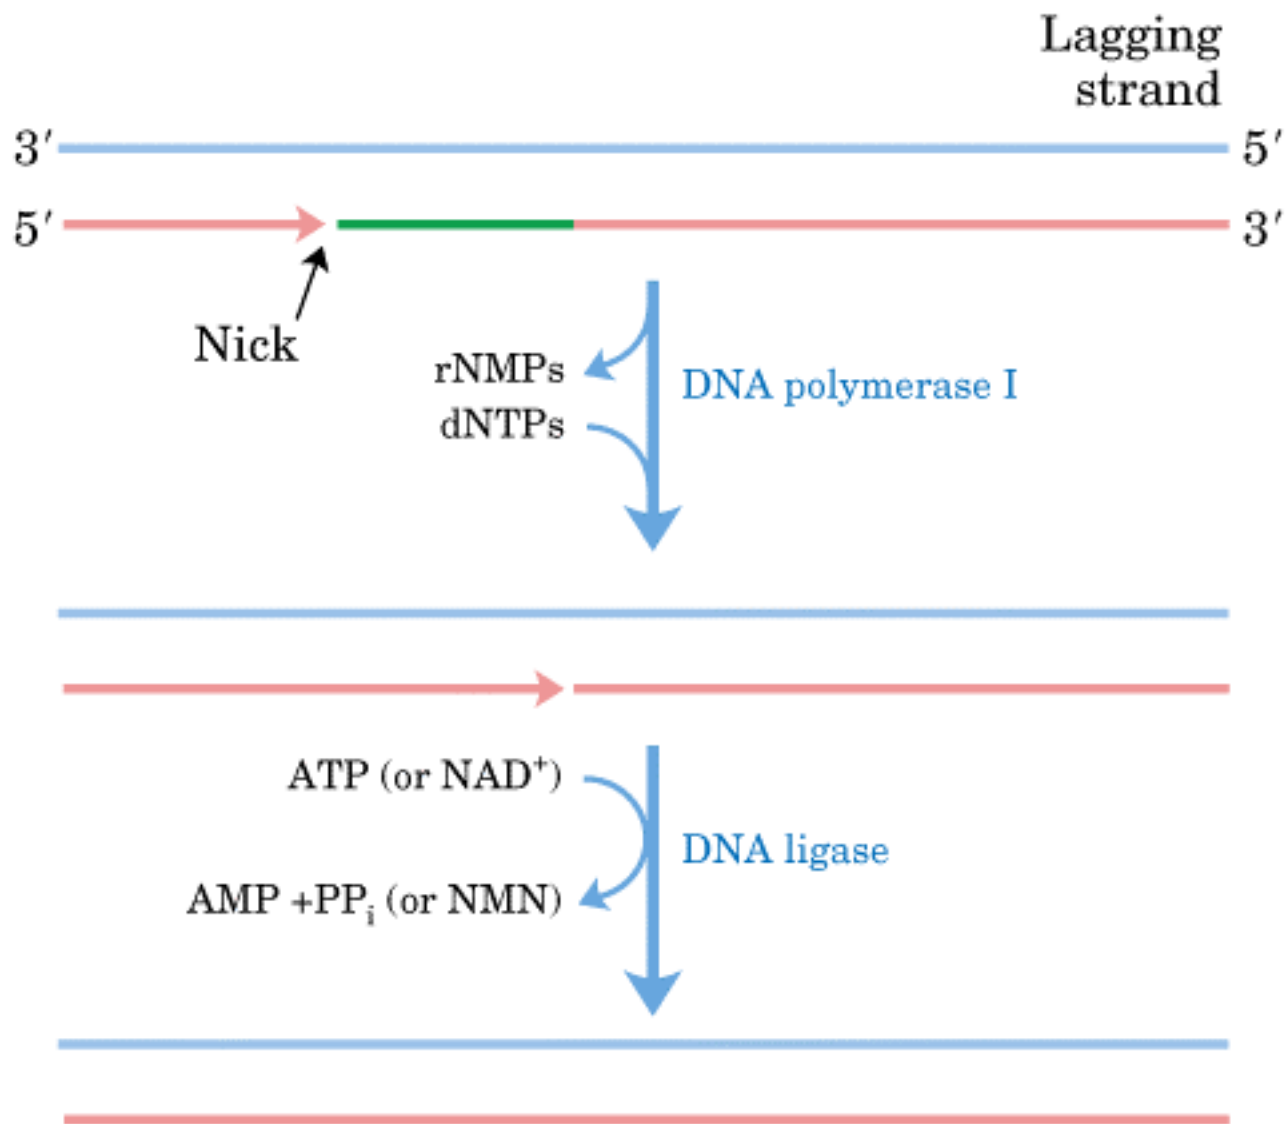 Lagging
strand
3′ 5′
5′ 3′
Nick
rNMPs
DNA polymerase I
dNTPs
ATP (or NAD⁺)
DNA ligase
AMP +PPᵢ (or NMN)